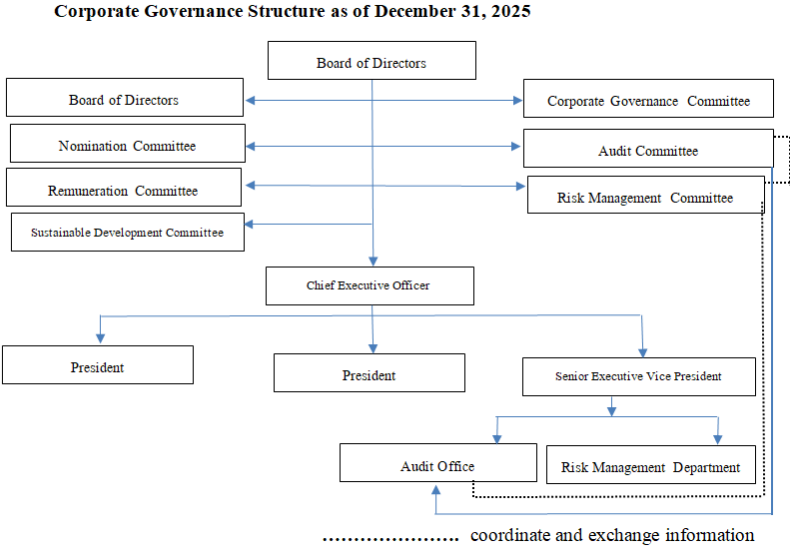 Corporate Governance Structure as of December 31, 2025
Board of Directors
Board of Directors
Corporate Governance Committee
Nomination Committee
Audit Committee
Remuneration Committee
Risk Management Committee
Sustainable Development Committee
Chief Executive Officer
President
President
Senior Executive Vice President
Audit Office
Risk Management Department
........................ coordinate and exchange information